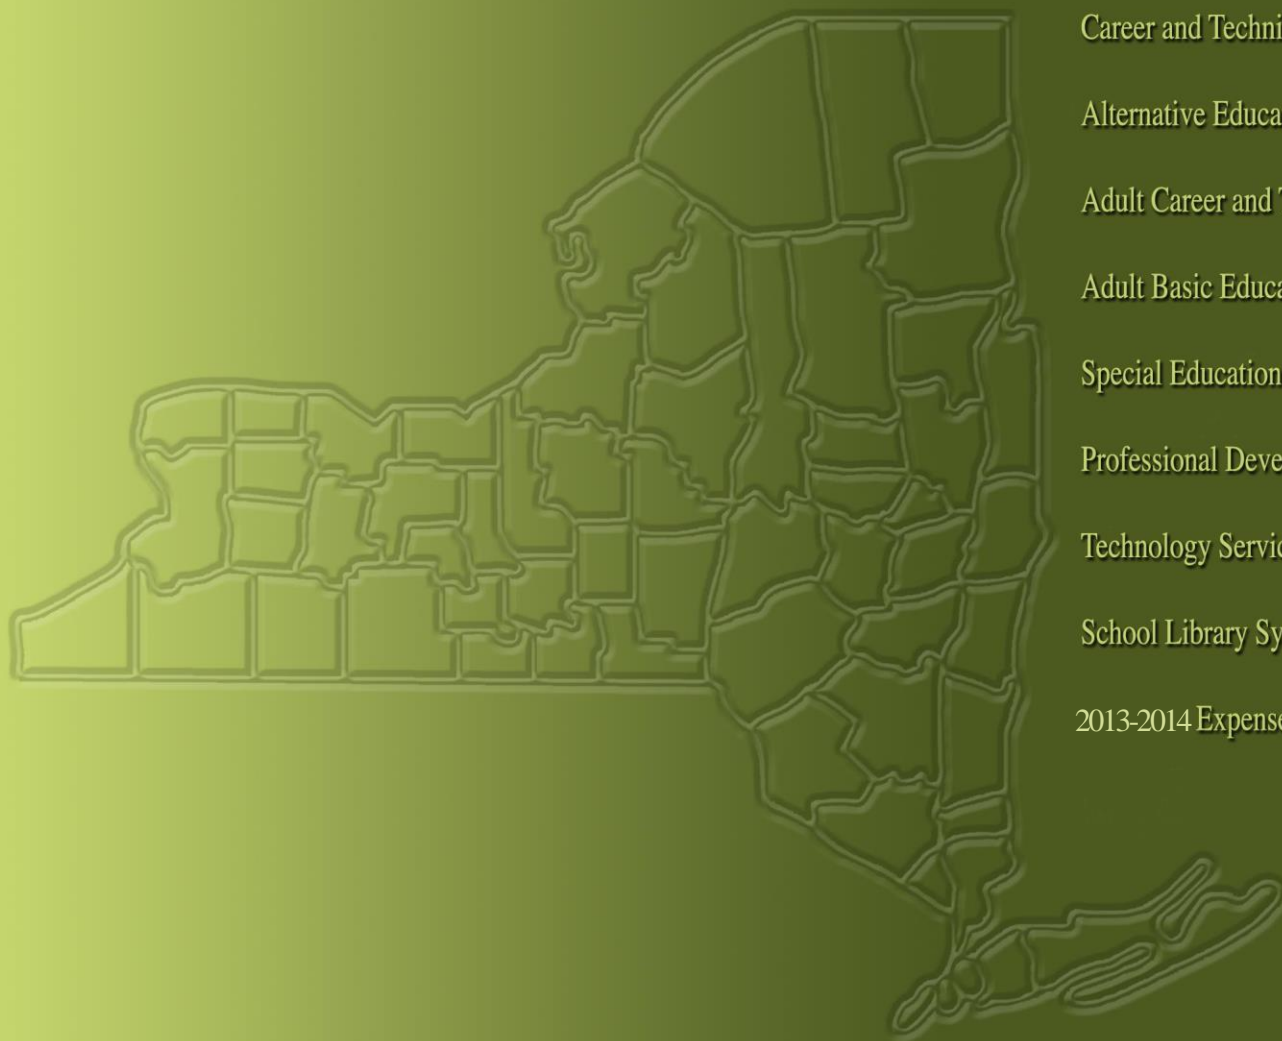 Career and Techni
Alternative Educa
Adult Career and T
Adult Basic Educa
Special Education
Professional Deve
Technology Servic
School Library Sy
2013-2014 Expense